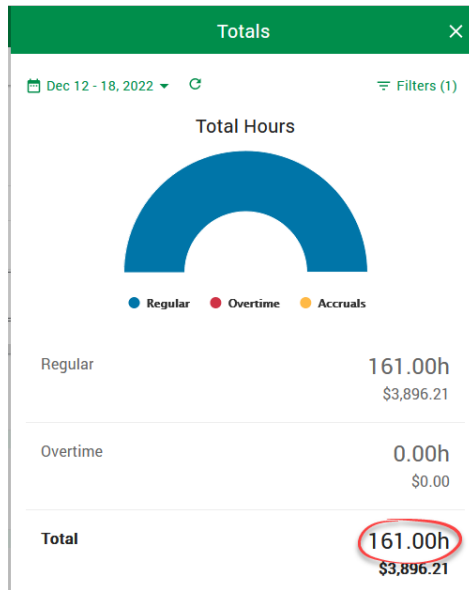 Totals
Dec 12 - 18, 2022
Filters (1)
Total Hours
Regular Overtime Accruals
Regular 161.00h
$3,896.21
Overtime 0.00h
$0.00
Total 161.00h
$3,896.21